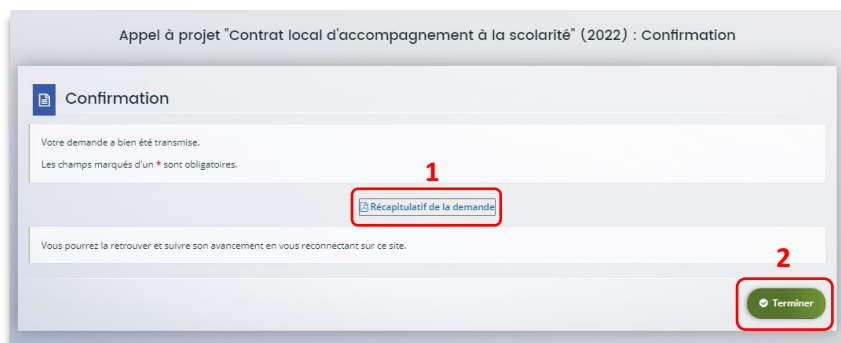 Appel à projet "Contrat local d'accompagnement à la scolarité" (2022) : Confirmation
Confirmation
Votre demande a bien été transmise.
Les champs marqués d'un * sont obligatoires.
1
Récapitulatif de la demande
Vous pourrez la retrouver et suivre son avancement en vous reconnectant sur ce site.
2
Terminer